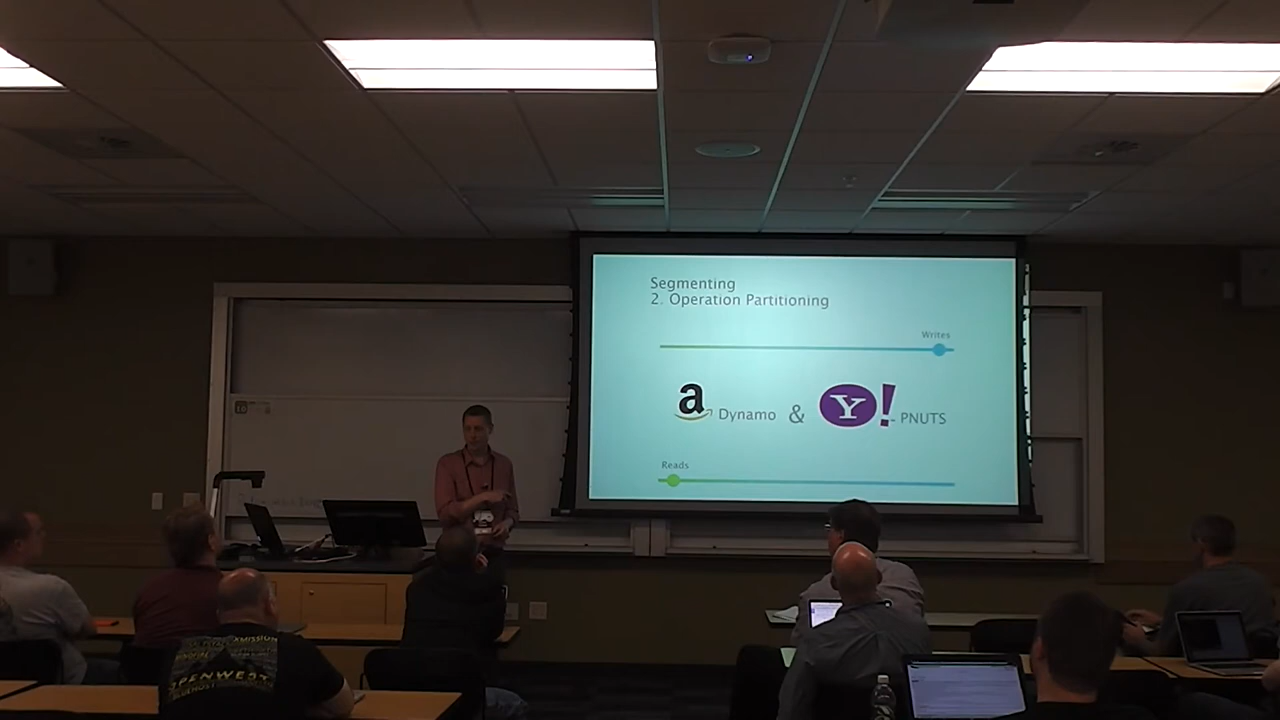 Segmenting
2. Operation Partitioning
Writes
a Dynamo & Y! PNUTS
Reads
OPENWEST